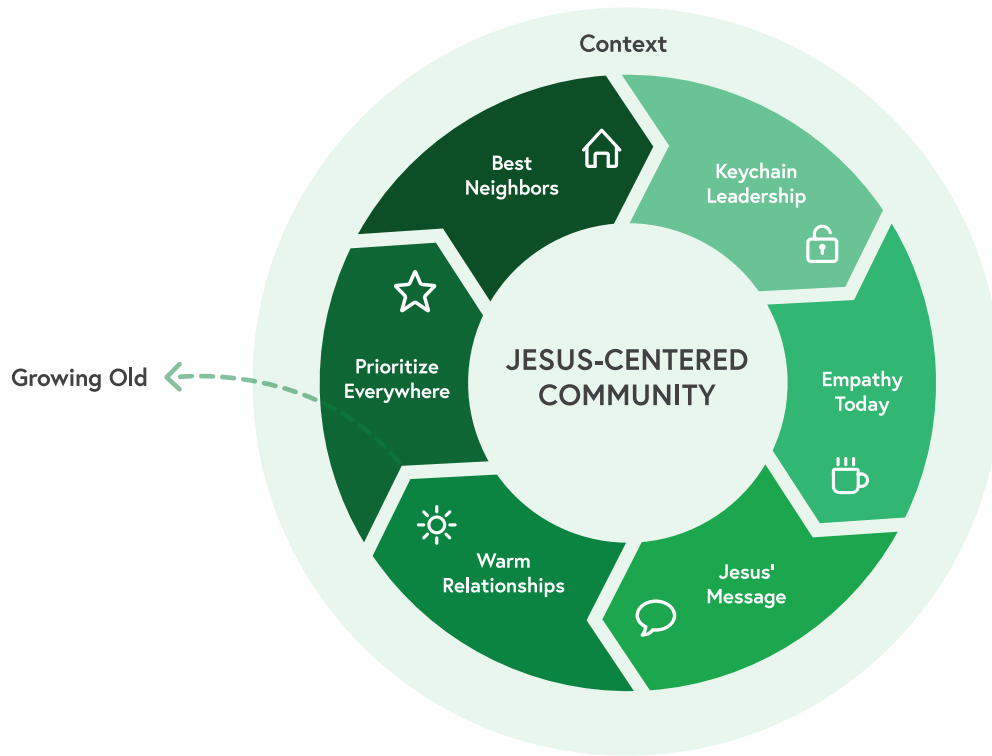 Context
Keychain
Leadership
Empathy
Today
Jesus'
Message
Warm
Relationships
Prioritize
Everywhere
Best
Neighbors
JESUS-CENTERED
COMMUNITY
Growing Old